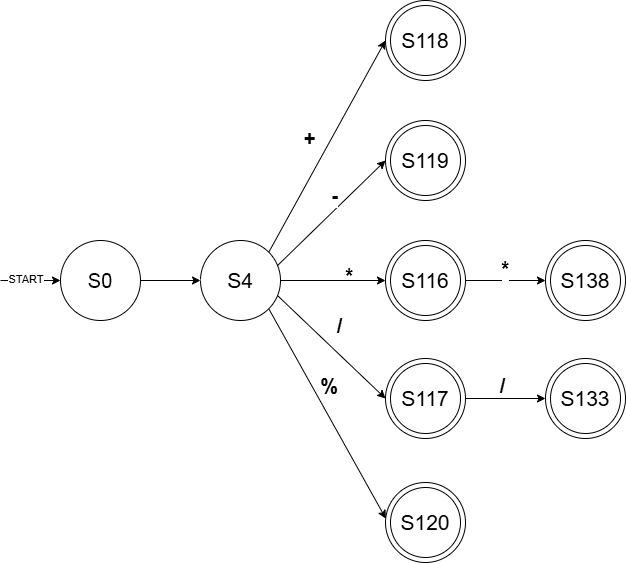 S118
+
S119
-
START
S0
S4
*
S116
*
S138
/
S117
/
S133
%
S120